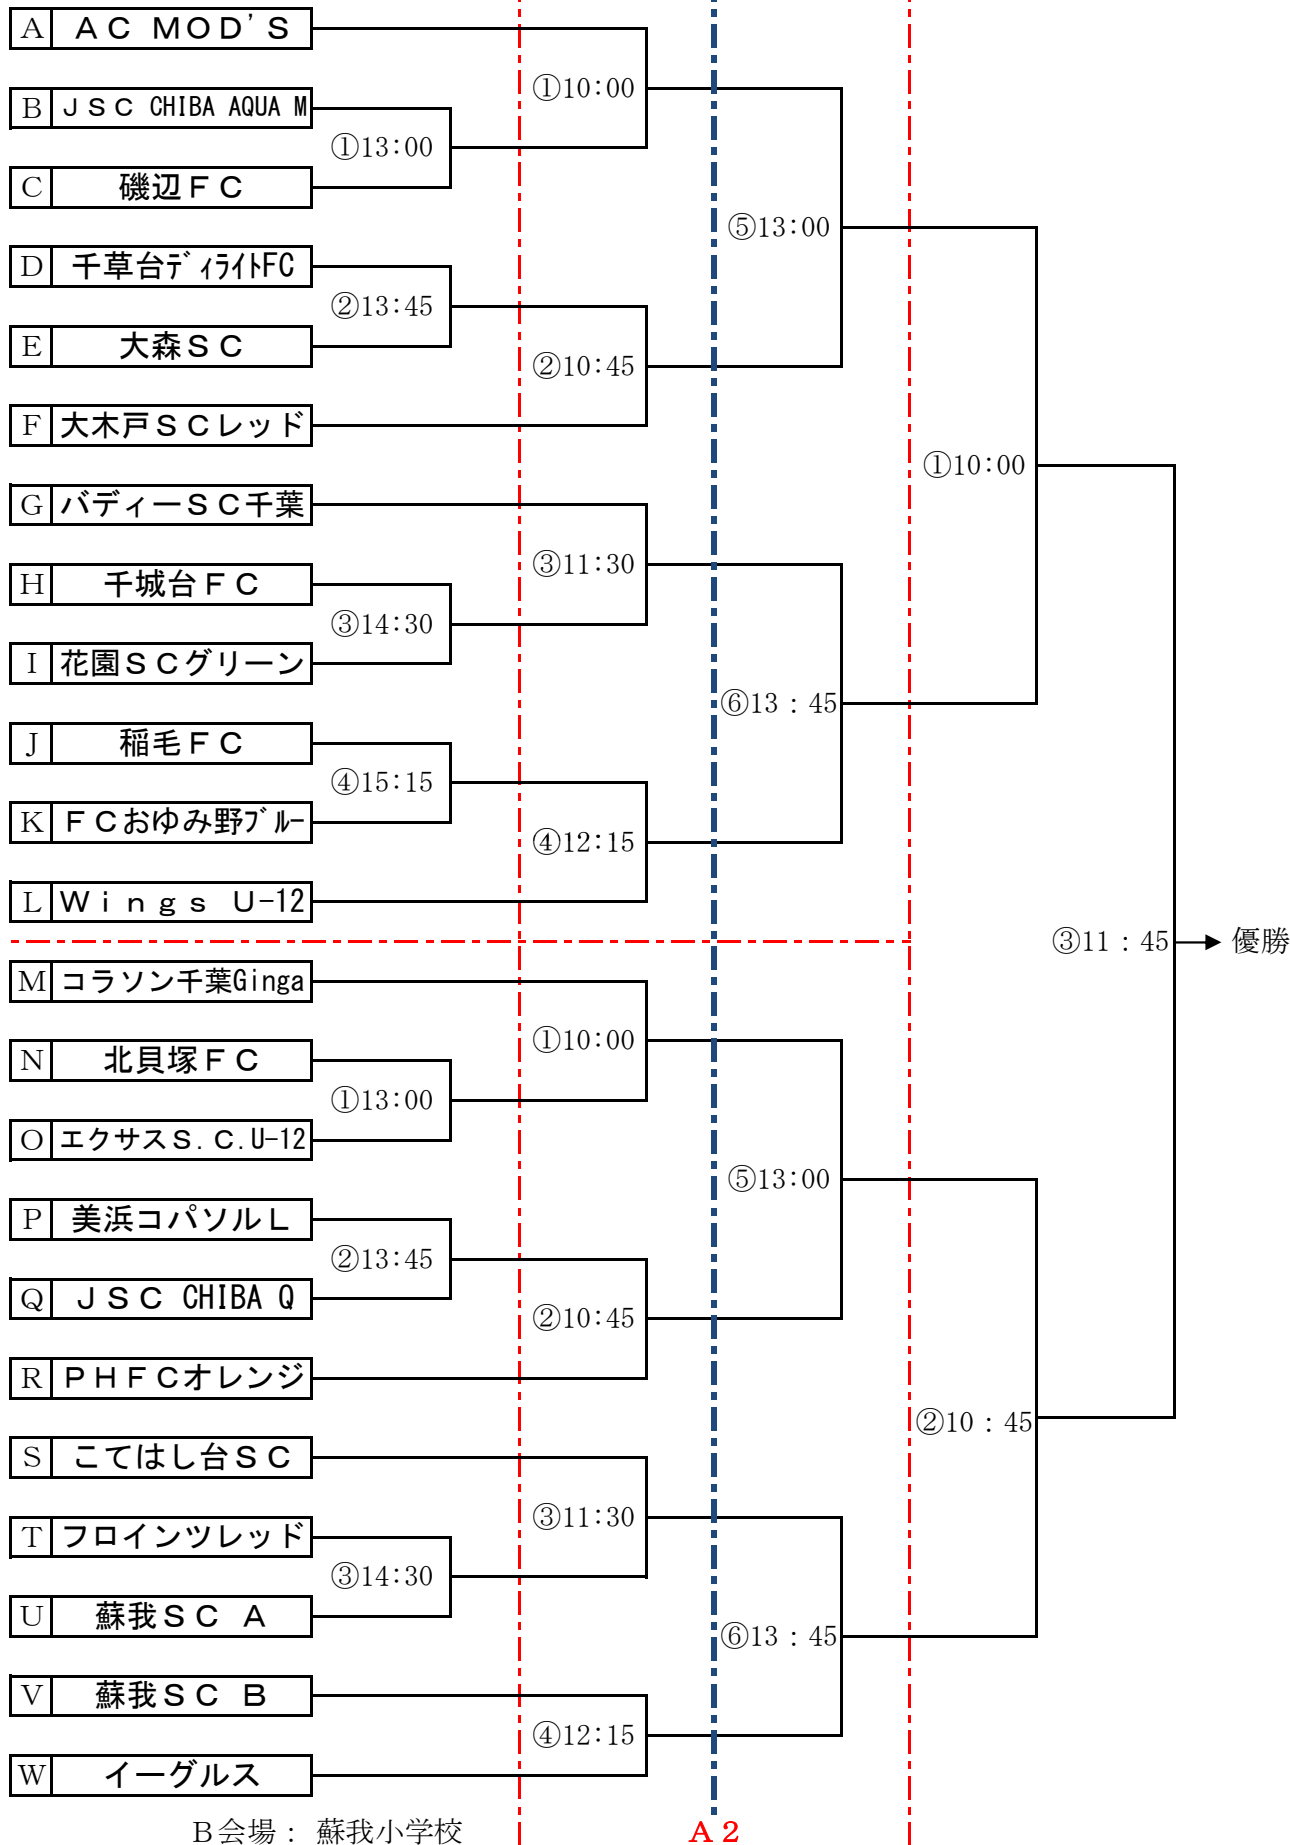 A AC MOD'S
①10:00
B JSC CHIBA AQUA M
①13:00
C 磯辺FC
⑤13:00
D 千草台ﾃﾞｨﾗｲﾄFC
②13:45
E 大森SC
②10:45
F 大木戸SCレッド
①10:00
G バディーSC千葉
③11:30
H 千城台FC
③14:30
I 花園SCグリーン
⑥13：45
J 稲毛FC
④15:15
K FCおゆみ野ﾌﾞﾙｰ
④12:15
L Wings U-12
③11：45 優勝
M コラソン千葉Ginga
①10:00
N 北貝塚FC
①13:00
O エクサスS.C.U-12
⑤13:00
P 美浜コパソルL
②13:45
Q JSC CHIBA Q
②10:45
R PHFCオレンジ
②10：45
S こてはし台SC
③11:30
T フロインツレッド
③14:30
U 蘇我SC A
⑥13：45
V 蘇我SC B
④12:15
W イーグルス
B会場： 蘇我小学校 A2